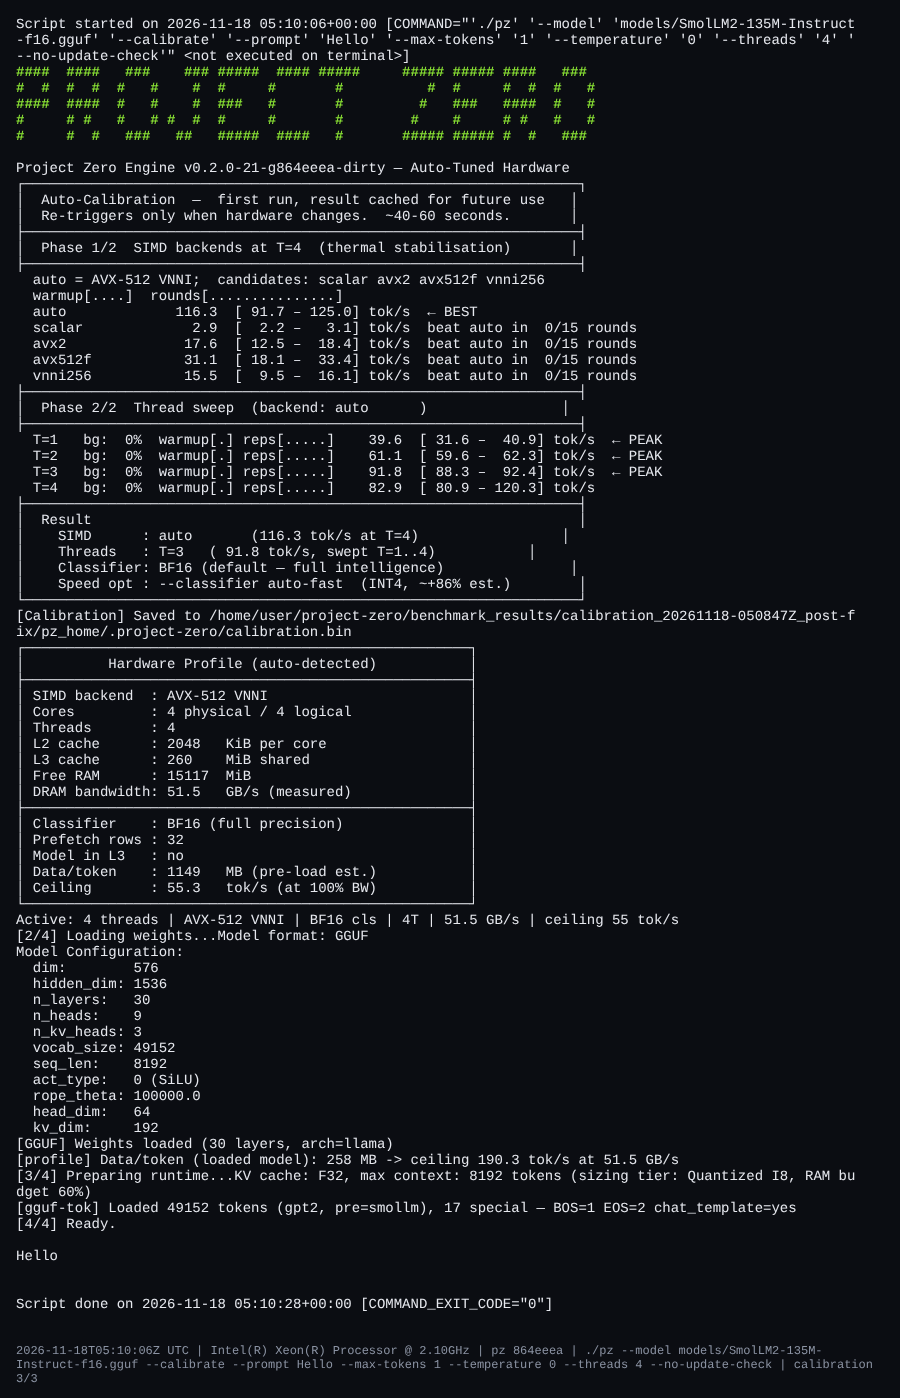 Script started on 2026-11-18 05:10:06+00:00 [COMMAND="'./pz' '--model' 'models/SmolLM2-135M-Instruct
-f16.gguf' '--calibrate' '--prompt' 'Hello' '--max-tokens' '1' '--temperature' '0' '--threads' '4' '
--no-update-check'" <not executed on terminal>]
PROJECT ZERO
Project Zero Engine v0.2.0-21-g864eeea-dirty — Auto-Tuned Hardware
Auto-Calibration  —  first run, result cached for future use
Re-triggers only when hardware changes.  ~40-60 seconds.
Phase 1/2  SIMD backends at T=4  (thermal stabilisation)
auto = AVX-512 VNNI;  candidates: scalar avx2 avx512f vnni256
warmup[....]  rounds[...............]
auto             116.3  [ 91.7 – 125.0] tok/s  ← BEST
scalar             2.9  [  2.2 –   3.1] tok/s  beat auto in  0/15 rounds
avx2              17.6  [ 12.5 –  18.4] tok/s  beat auto in  0/15 rounds
avx512f           31.1  [ 18.1 –  33.4] tok/s  beat auto in  0/15 rounds
vnni256           15.5  [  9.5 –  16.1] tok/s  beat auto in  0/15 rounds
Phase 2/2  Thread sweep  (backend: auto      )
T=1   bg:  0%  warmup[.] reps[.....]    39.6  [ 31.6 –  40.9] tok/s  ← PEAK
T=2   bg:  0%  warmup[.] reps[.....]    61.1  [ 59.6 –  62.3] tok/s  ← PEAK
T=3   bg:  0%  warmup[.] reps[.....]    91.8  [ 88.3 –  92.4] tok/s  ← PEAK
T=4   bg:  0%  warmup[.] reps[.....]    82.9  [ 80.9 – 120.3] tok/s
Result
SIMD      : auto       (116.3 tok/s at T=4)
Threads   : T=3   ( 91.8 tok/s, swept T=1..4)
Classifier: BF16 (default — full intelligence)
Speed opt : --classifier auto-fast  (INT4, ~+86% est.)
[Calibration] Saved to /home/user/project-zero/benchmark_results/calibration_20261118-050847Z_post-f
ix/pz_home/.project-zero/calibration.bin
Hardware Profile (auto-detected)
SIMD backend  : AVX-512 VNNI
Cores         : 4 physical / 4 logical
Threads       : 4
L2 cache      : 2048   KiB per core
L3 cache      : 260    MiB shared
Free RAM      : 15117  MiB
DRAM bandwidth: 51.5   GB/s (measured)
Classifier    : BF16 (full precision)
Prefetch rows : 32
Model in L3   : no
Data/token    : 1149   MB (pre-load est.)
Ceiling       : 55.3   tok/s (at 100% BW)
Active: 4 threads | AVX-512 VNNI | BF16 cls | 4T | 51.5 GB/s | ceiling 55 tok/s
[2/4] Loading weights...Model format: GGUF
Model Configuration:
dim:        576
hidden_dim: 1536
n_layers:   30
n_heads:    9
n_kv_heads: 3
vocab_size: 49152
seq_len:    8192
act_type:   0 (SiLU)
rope_theta: 100000.0
head_dim:   64
kv_dim:     192
[GGUF] Weights loaded (30 layers, arch=llama)
[profile] Data/token (loaded model): 258 MB -> ceiling 190.3 tok/s at 51.5 GB/s
[3/4] Preparing runtime...KV cache: F32, max context: 8192 tokens (sizing tier: Quantized I8, RAM bu
dget 60%)
[gguf-tok] Loaded 49152 tokens (gpt2, pre=smollm), 17 special — BOS=1 EOS=2 chat_template=yes
[4/4] Ready.
Hello
Script done on 2026-11-18 05:10:28+00:00 [COMMAND_EXIT_CODE="0"]
2026-11-18T05:10:06Z UTC | Intel(R) Xeon(R) Processor @ 2.10GHz | pz 864eeea | ./pz --model models/SmolLM2-135M-
Instruct-f16.gguf --calibrate --prompt Hello --max-tokens 1 --temperature 0 --threads 4 --no-update-check | calibration
3/3